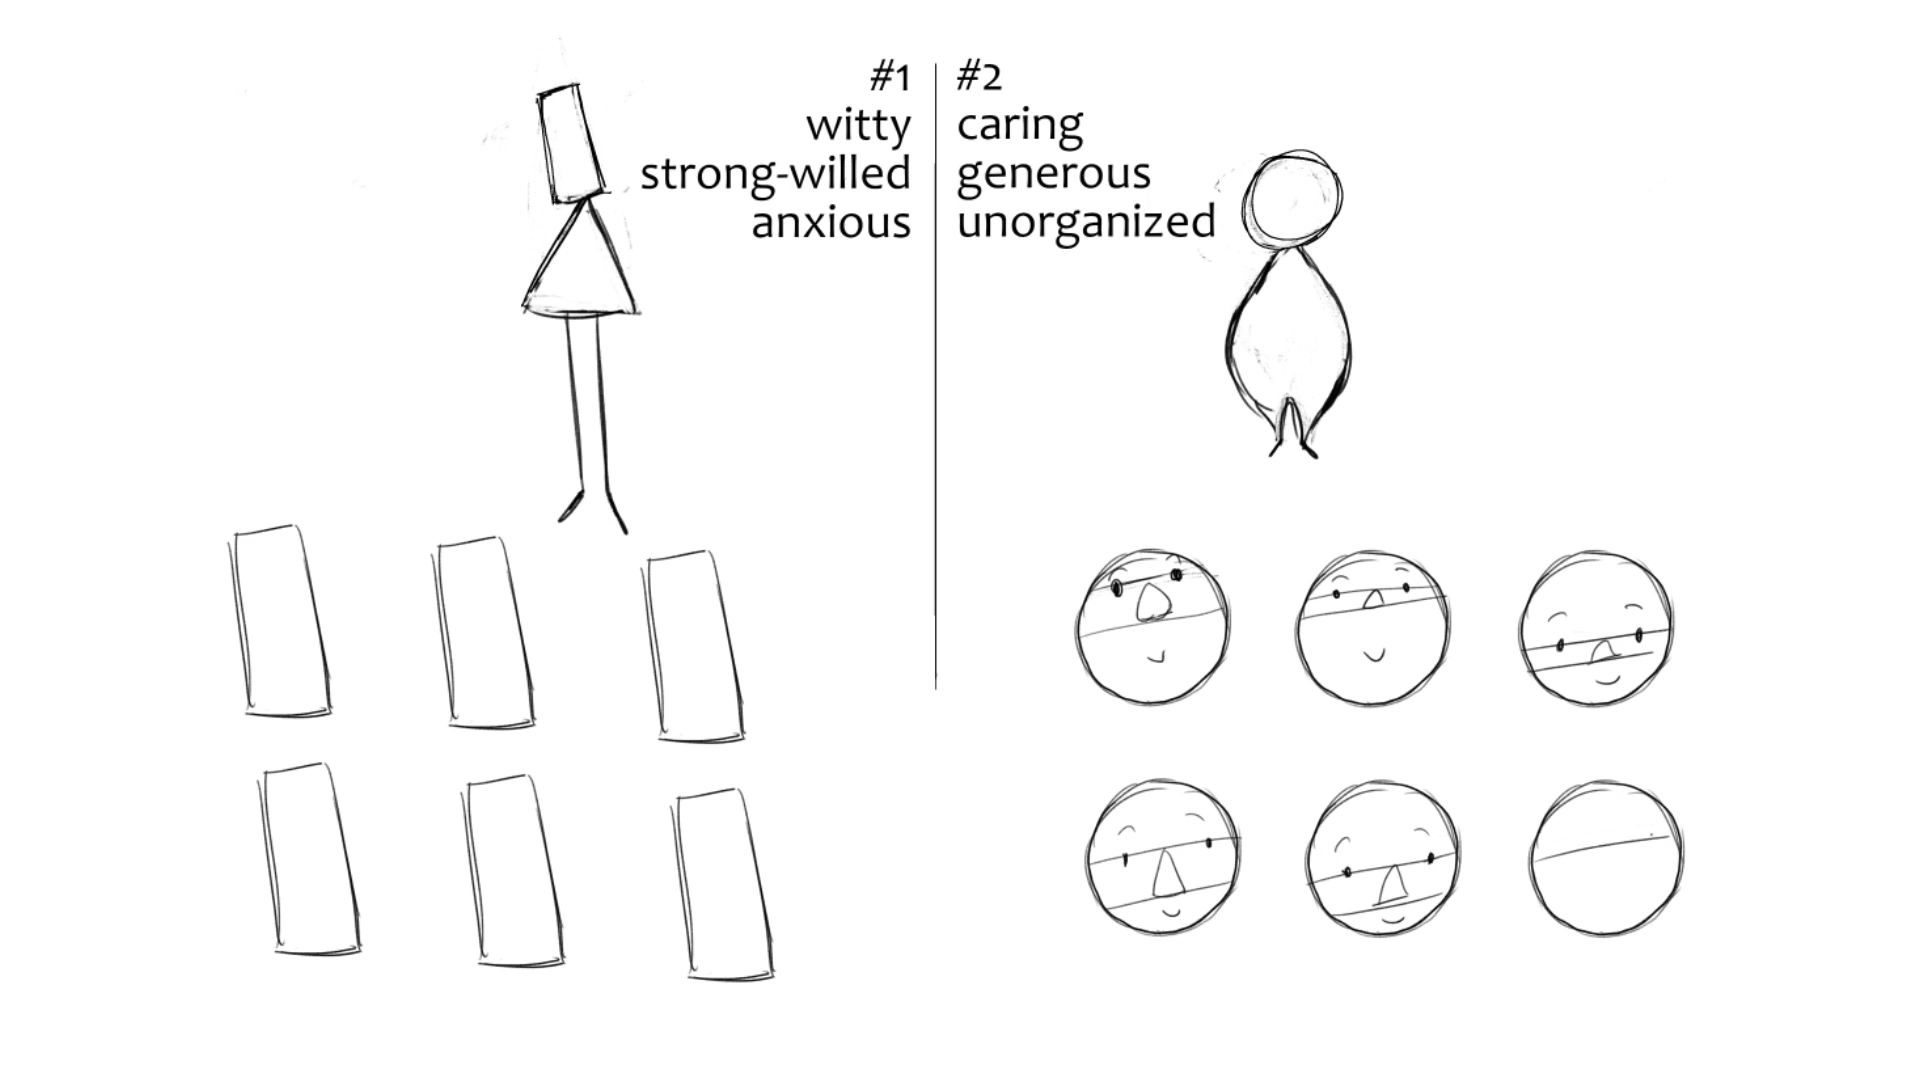 #1
witty
strong-willed
anxious
#2
caring
generous
unorganized